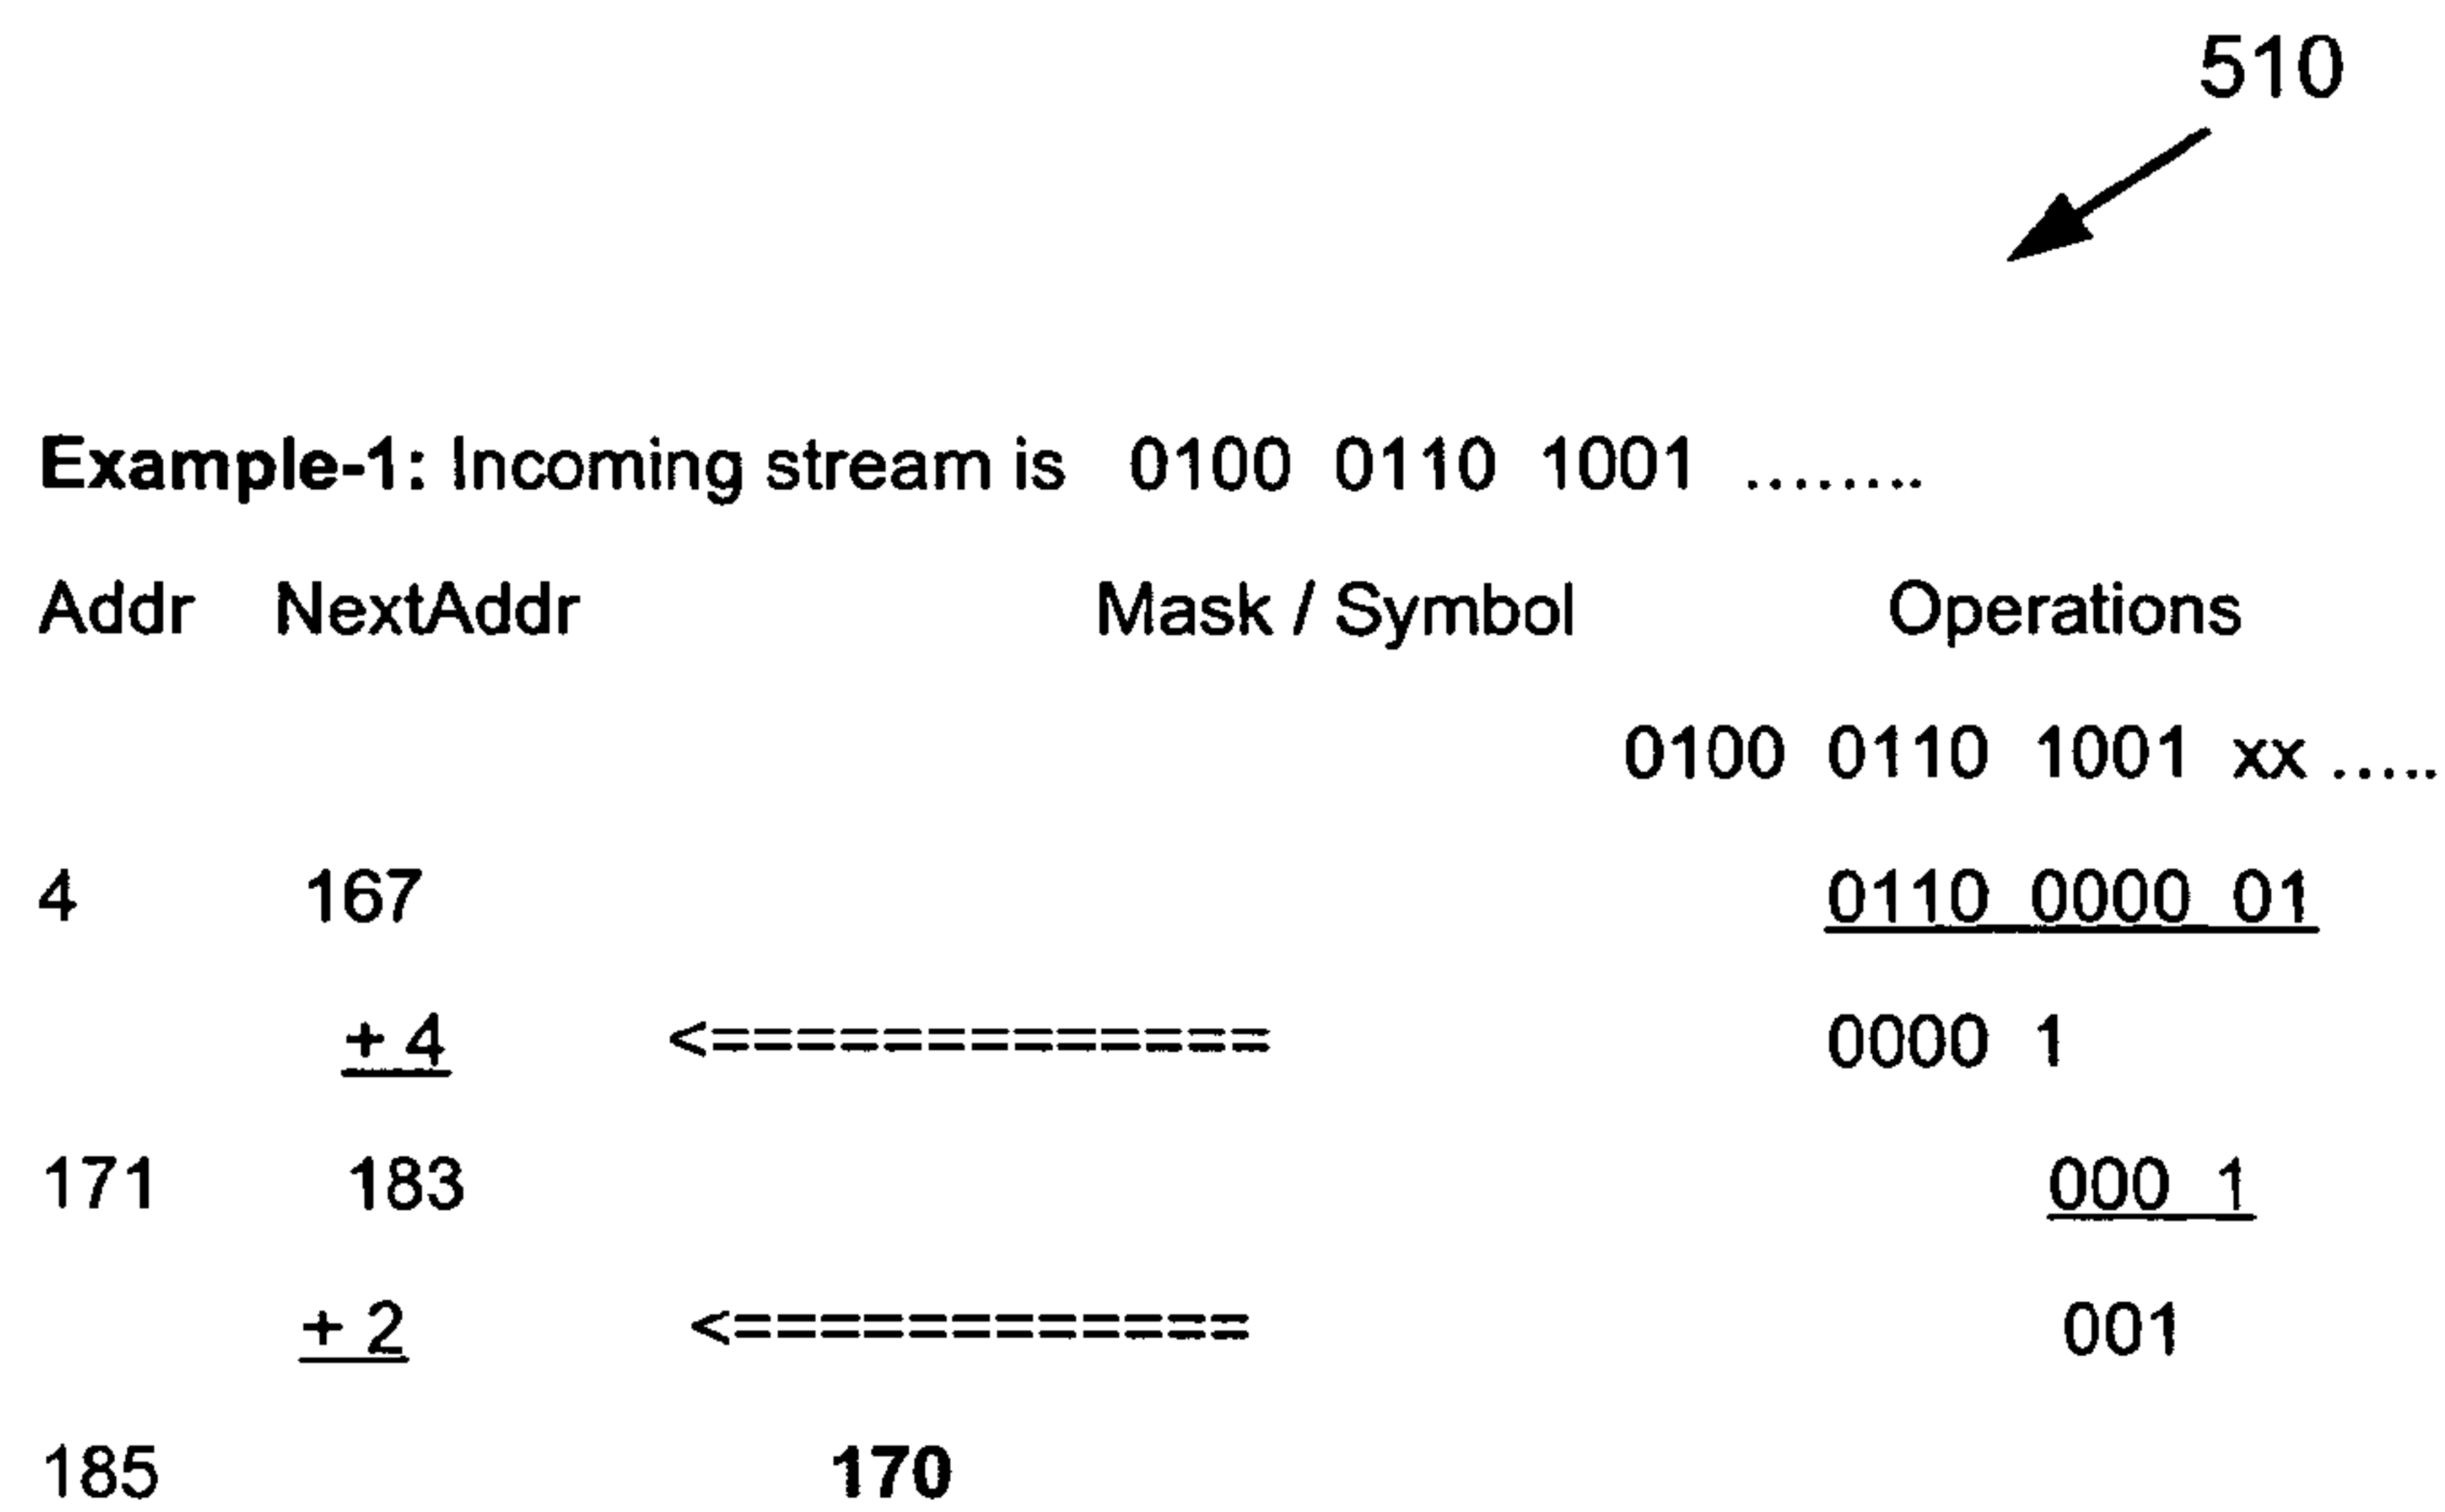 510
Example-1: Incoming stream is 0100 0110 1001 ........
Addr NextAddr Mask / Symbol Operations
0100 0110 1001 xx .....
4 167 0110 0000 01
+ 4 <============= 0000 1
171 183 000 1
+ 2 <============ 001
185 170